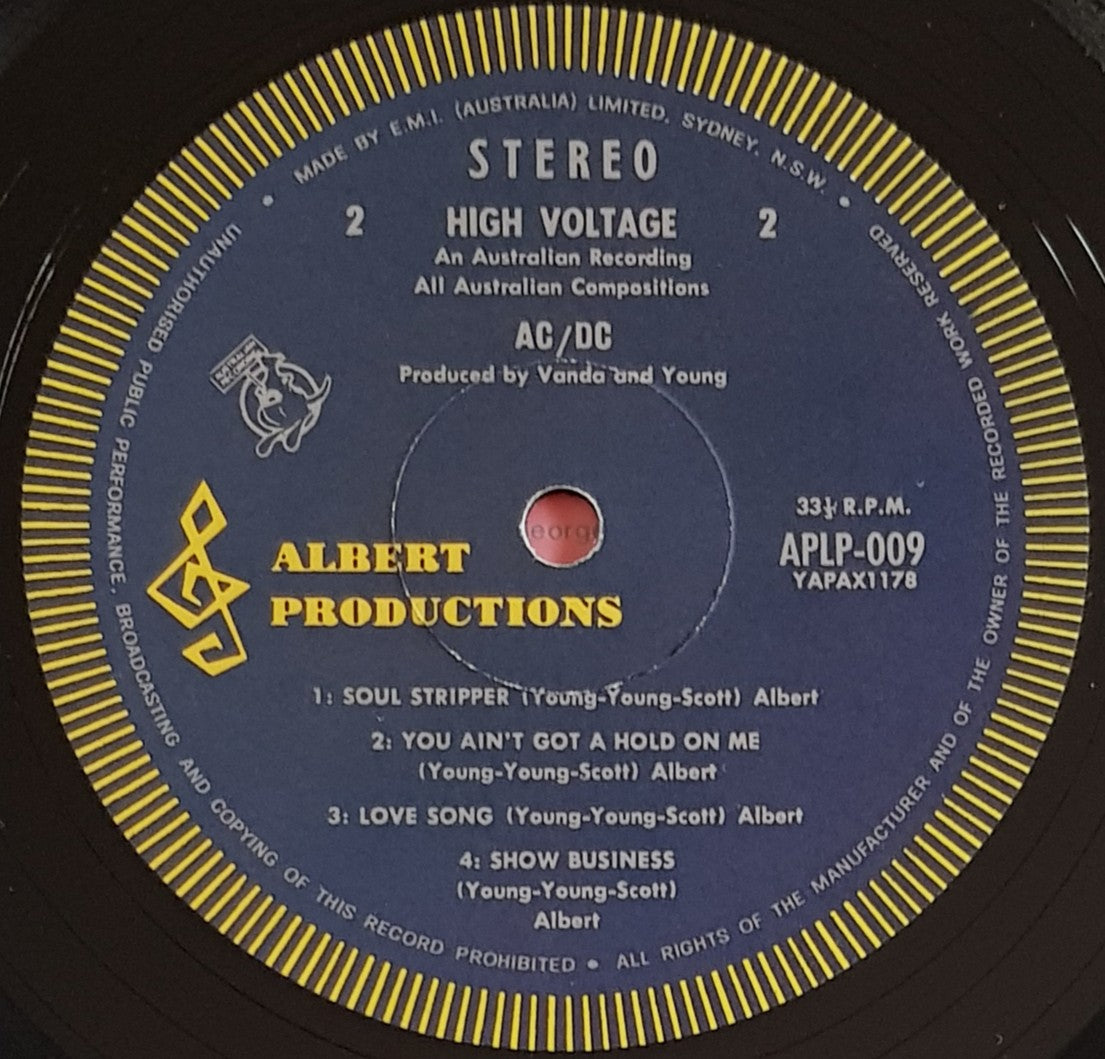 MADE BY E.M.I. (AUSTRALIA) LIMITED. SYDNEY. N.S.W.
STEREO
2 HIGH VOLTAGE 2
An Australian Recording
All Australian Compositions
AC/DC
Produced by Vanda and Young
AUSTRALIAN
RECORDING
33⅓ R.P.M.
APLP-009
YAPAX1178
ALBERT
PRODUCTIONS
1: SOUL STRIPPER (Young-Young-Scott) Albert
2: YOU AIN'T GOT A HOLD ON ME
(Young-Young-Scott) Albert
3: LOVE SONG (Young-Young-Scott) Albert
4: SHOW BUSINESS
(Young-Young-Scott)
Albert
UNAUTHORISED PUBLIC PERFORMANCE, BROADCASTING AND COPYING OF THIS RECORD PROHIBITED • ALL RIGHTS OF THE MANUFACTURER AND OF THE OWNER OF THE RECORDED WORK RESERVED